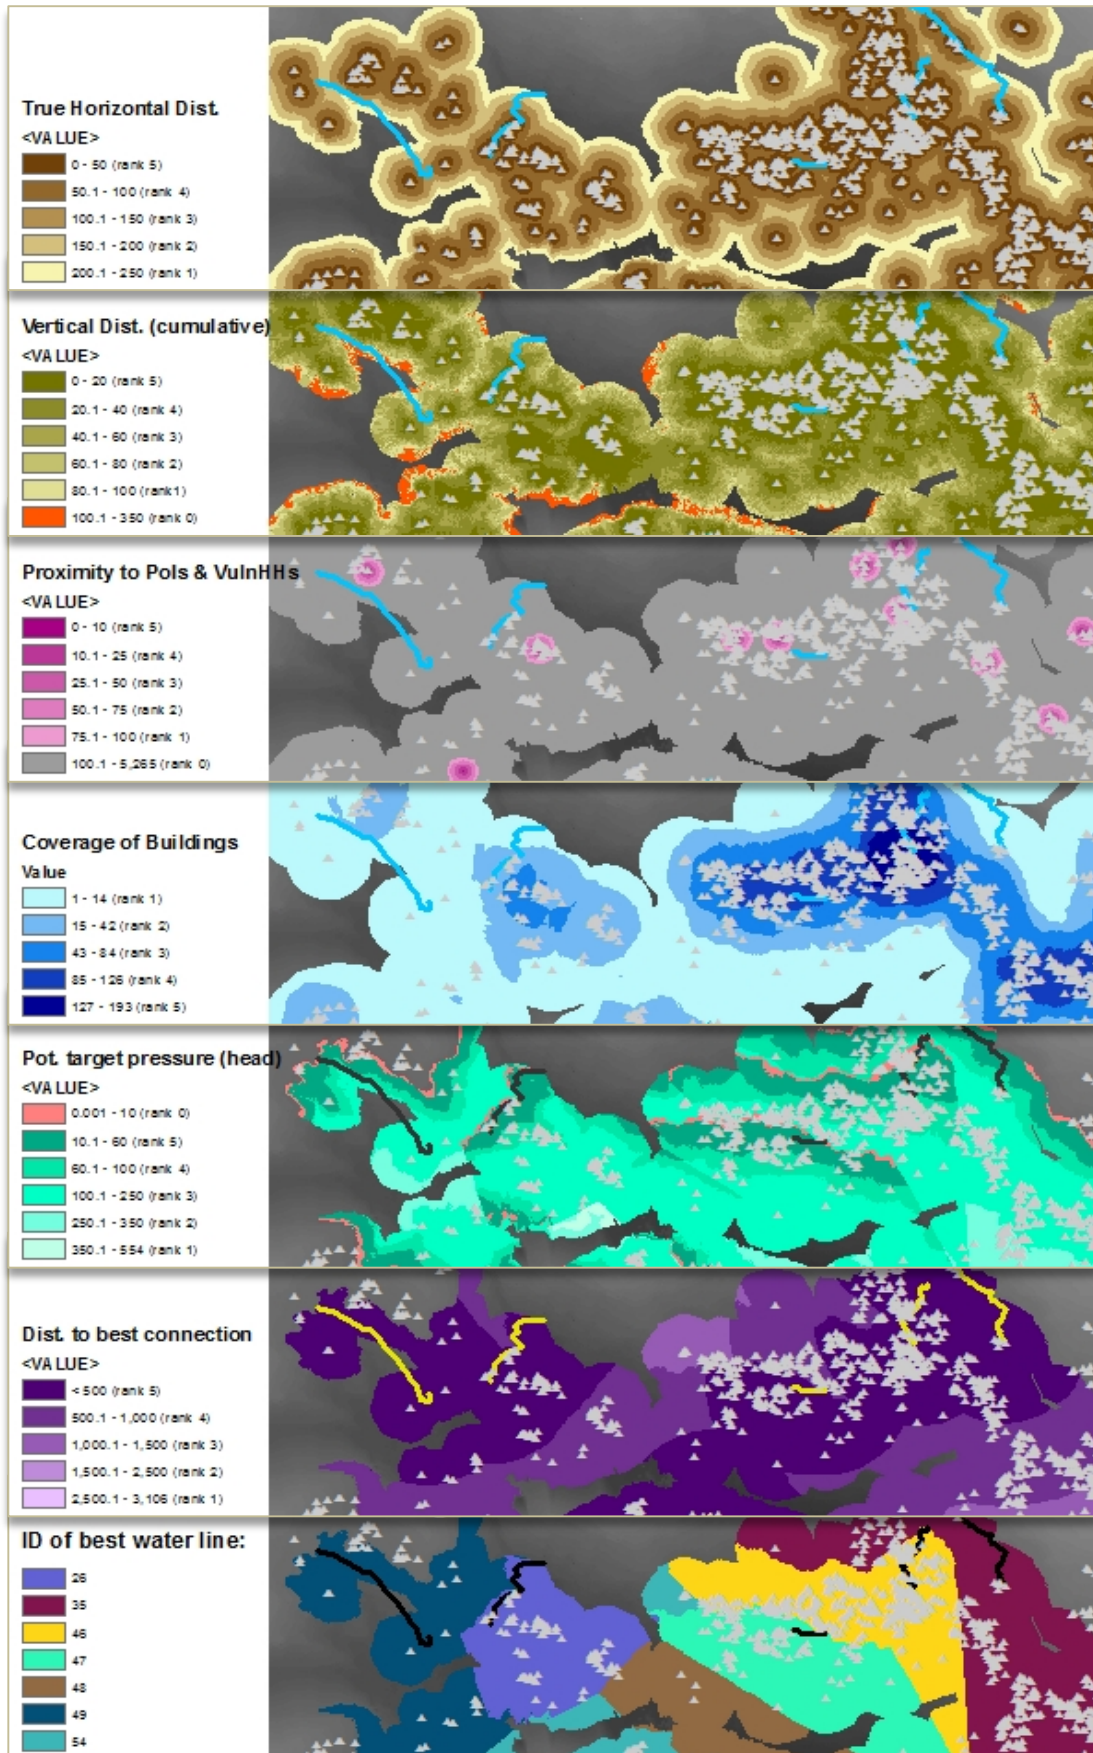 True Horizontal Dist.
<VALUE>
0 - 50 (rank 5)
50.1 - 100 (rank 4)
100.1 - 150 (rank 3)
150.1 - 200 (rank 2)
200.1 - 250 (rank 1)
Vertical Dist. (cumulative)
<VALUE>
0 - 20 (rank 5)
20.1 - 40 (rank 4)
40.1 - 60 (rank 3)
60.1 - 80 (rank 2)
80.1 - 100 (rank1)
100.1 - 350 (rank 0)
Proximity to PoIs & VulnHHs
<VALUE>
0 - 10 (rank 5)
10.1 - 25 (rank 4)
25.1 - 50 (rank 3)
50.1 - 75 (rank 2)
75.1 - 100 (rank 1)
100.1 - 5,265 (rank 0)
Coverage of Buildings
Value
1 - 14 (rank 1)
15 - 42 (rank 2)
43 - 84 (rank 3)
85 - 126 (rank 4)
127 - 193 (rank 5)
Pot. target pressure (head)
<VALUE>
0.001 - 10 (rank 0)
10.1 - 60 (rank 5)
60.1 - 100 (rank 4)
100.1 - 250 (rank 3)
250.1 - 350 (rank 2)
350.1 - 554 (rank 1)
Dist. to best connection
<VALUE>
< 500 (rank 5)
500.1 - 1,000 (rank 4)
1,000.1 - 1,500 (rank 3)
1,500.1 - 2,500 (rank 2)
2,500.1 - 3,106 (rank 1)
ID of best water line:
26
35
46
47
48
49
54